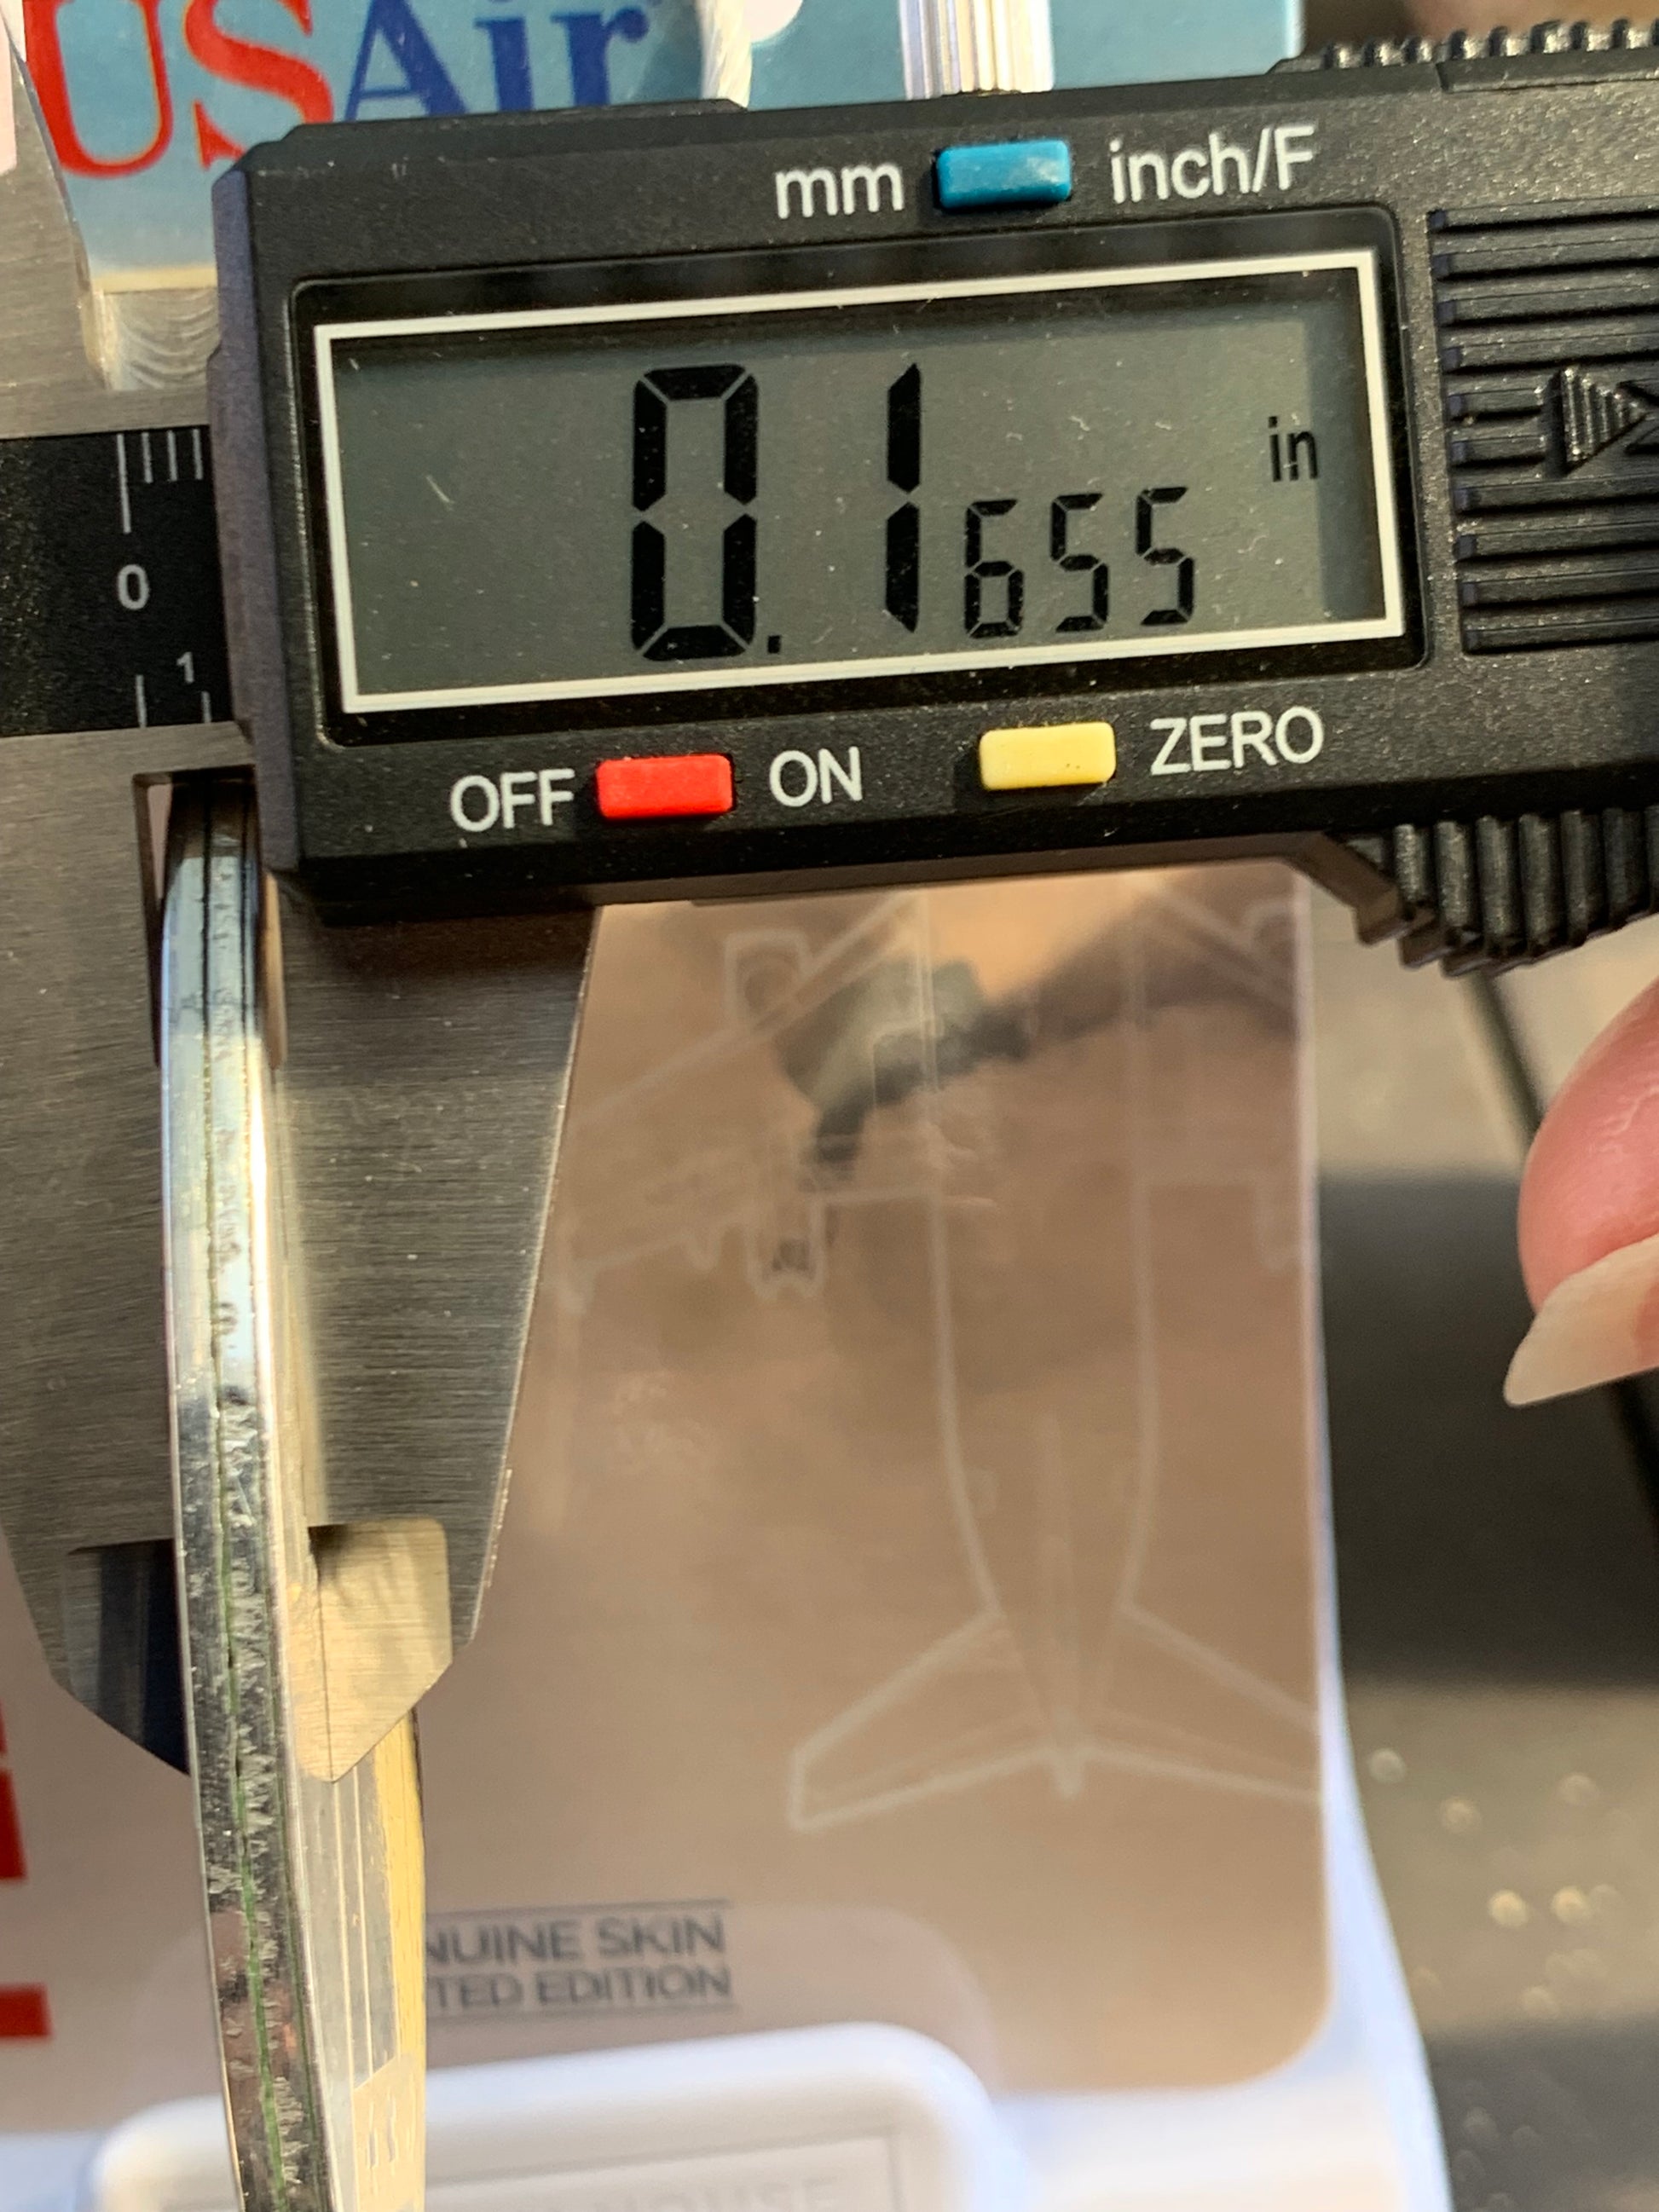 USAir
mm inch/F
0.1655 in
0
1
OFF ON ZERO
NUINE SKIN
TED EDITION